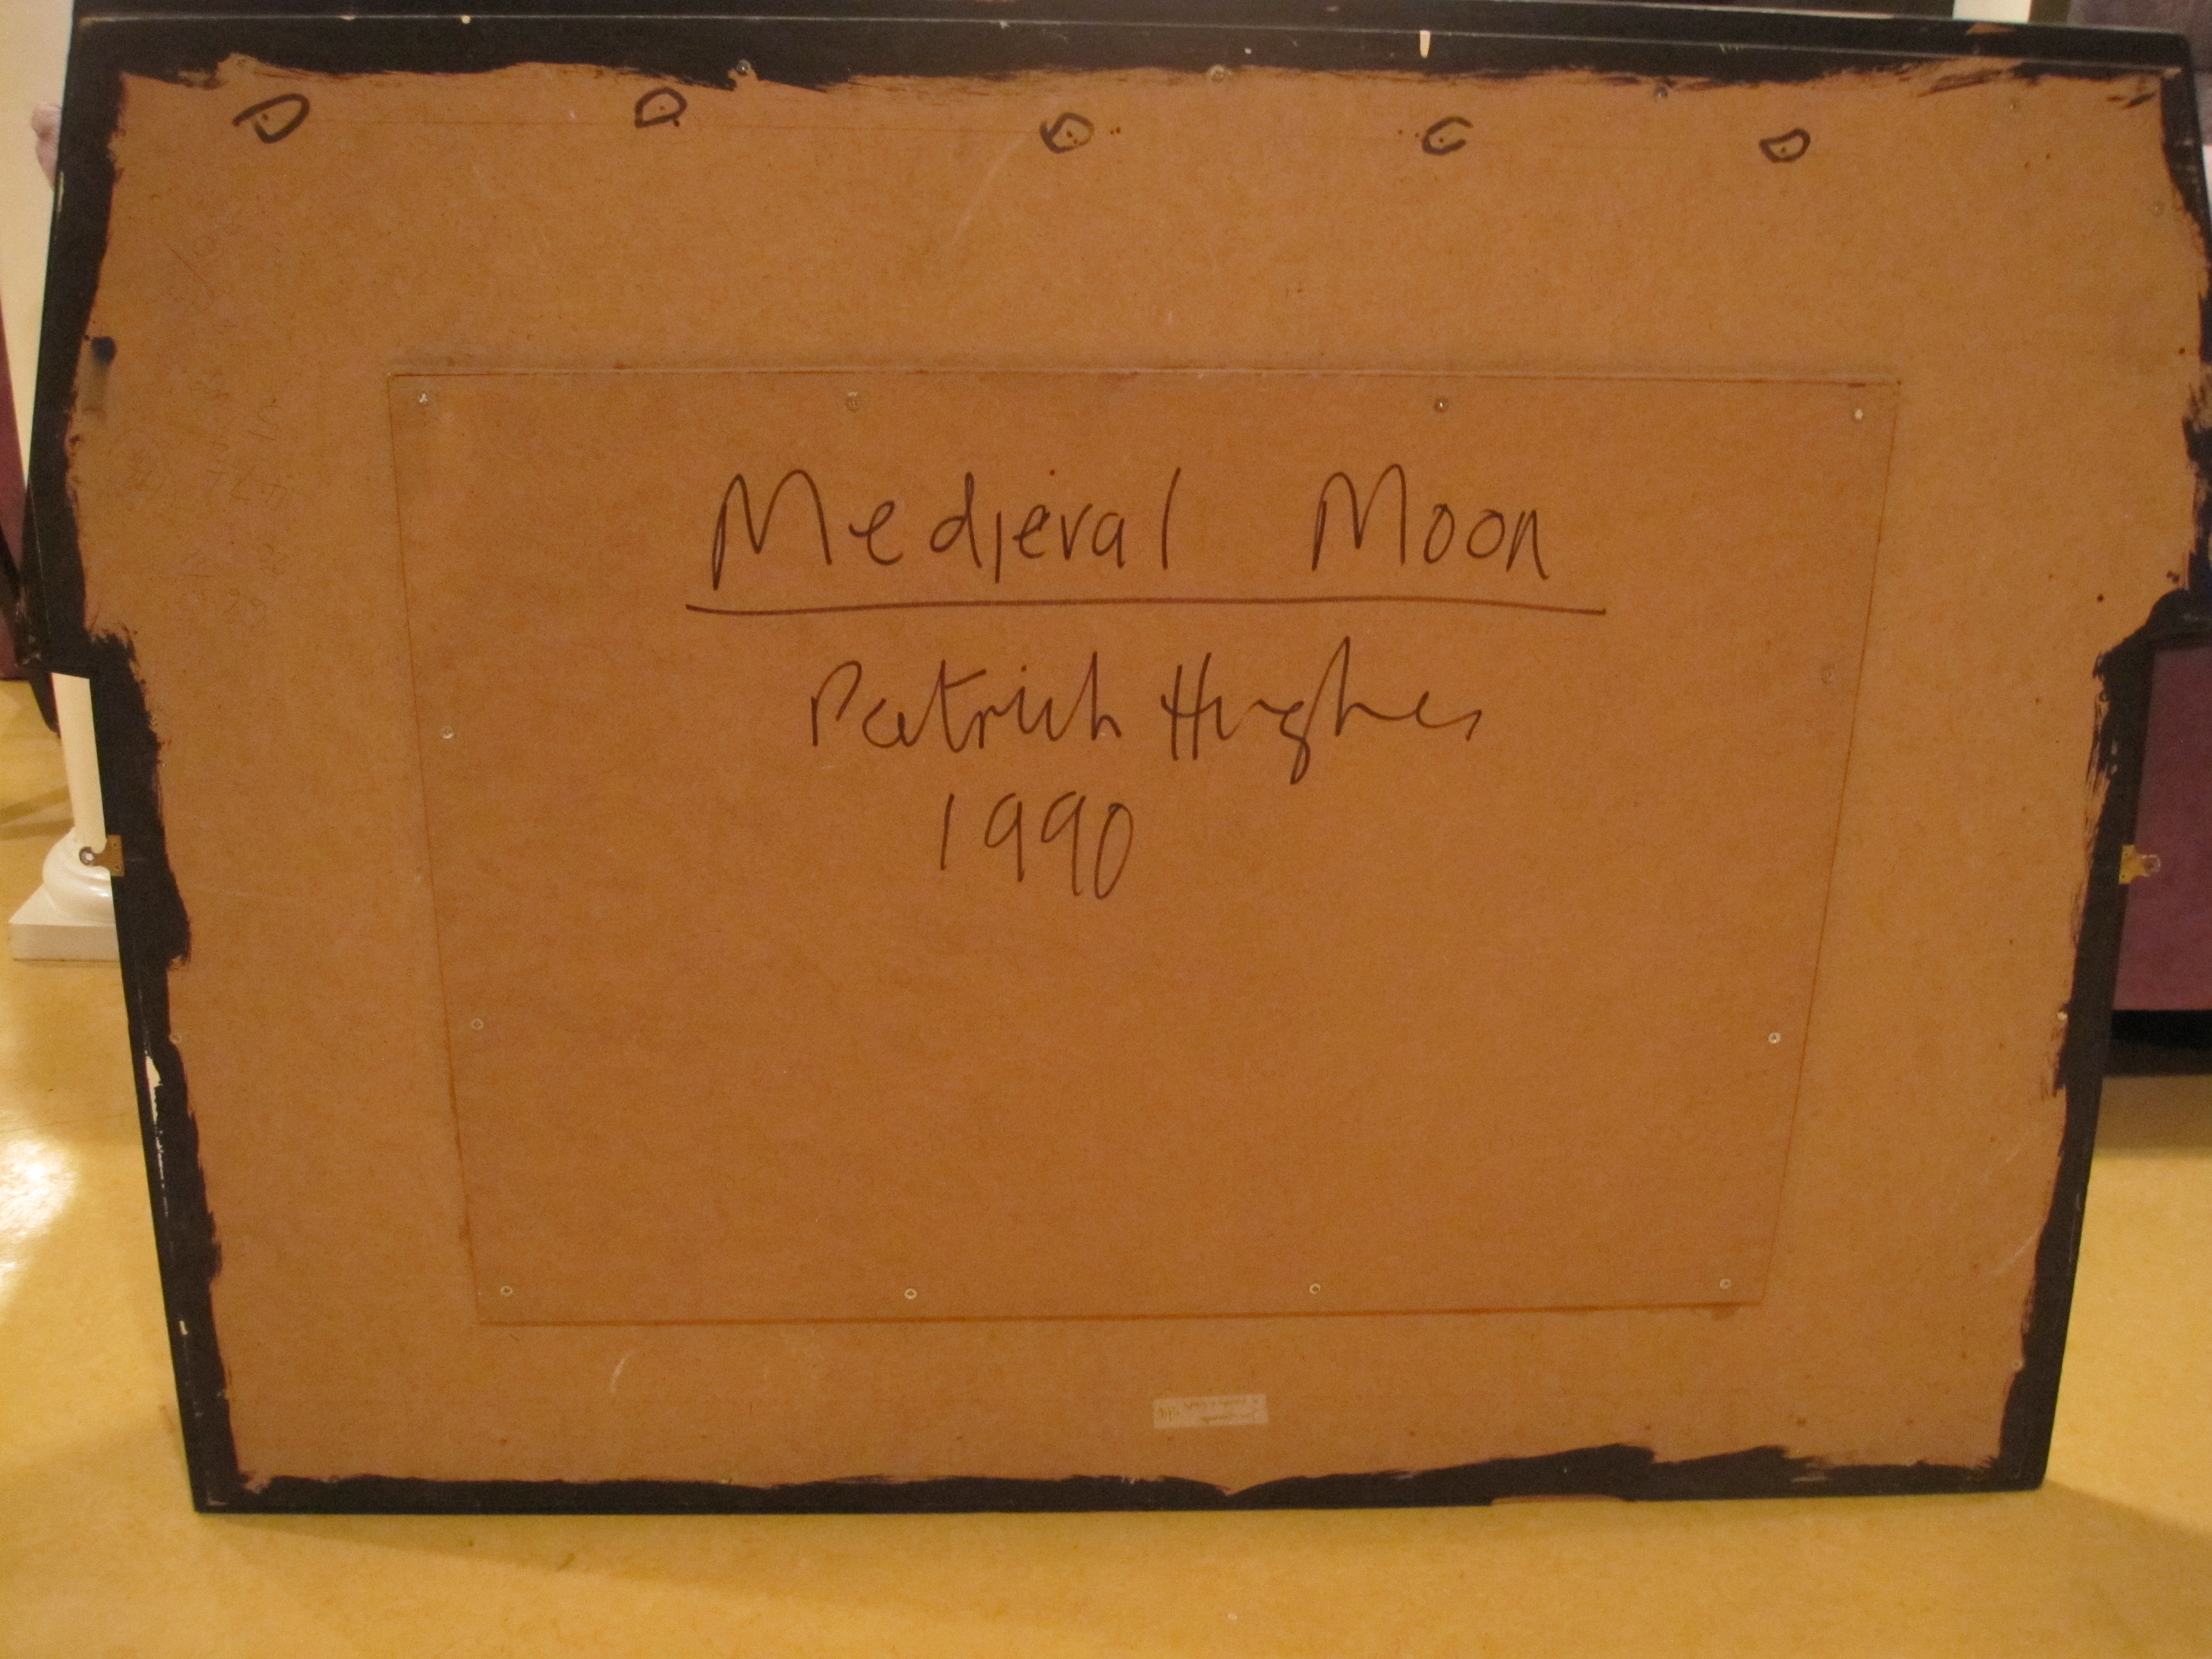 Medieval Moon
Patrick Hughes
1990